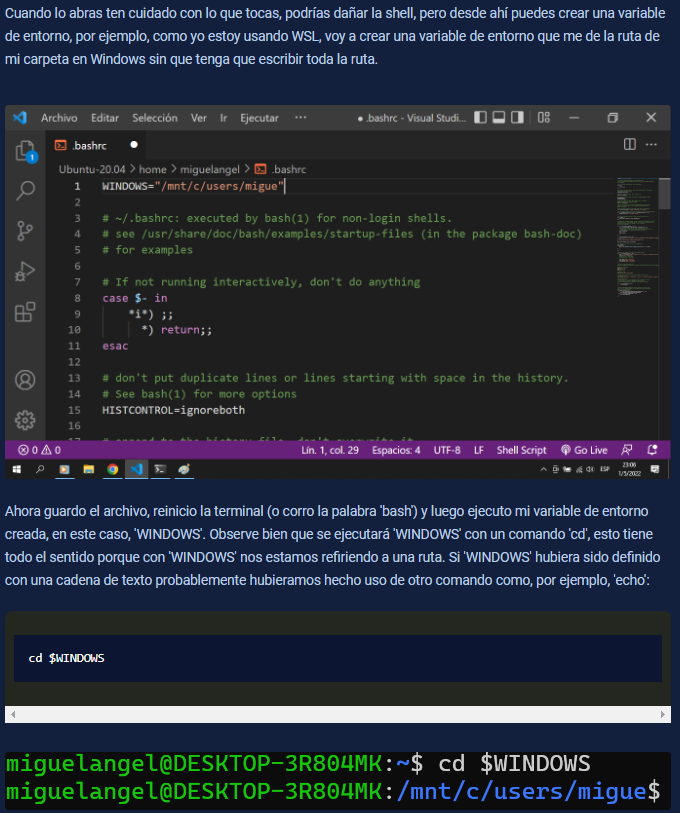 Cuando lo abras ten cuidado con lo que tocas, podrías dañar la shell, pero desde ahí puedes crear una variable
de entorno, por ejemplo, como yo estoy usando WSL, voy a crear una variable de entorno que me de la ruta de
mi carpeta en Windows sin que tenga que escribir toda la ruta.
Archivo Editar Selección Ver Ir Ejecutar ··· ● .bashrc - Visual Studi...
.bashrc ●
Ubuntu-20.04 > home > miguelangel > .bashrc
1 WINDOWS="/mnt/c/users/migue"
2
3 # ~/.bashrc: executed by bash(1) for non-login shells.
4 # see /usr/share/doc/bash/examples/startup-files (in the package bash-doc)
5 # for examples
6
7 # If not running interactively, don't do anything
8 case $- in
9 *i*) ;;
10 *) return;;
11 esac
12
13 # don't put duplicate lines or lines starting with space in the history.
14 # See bash(1) for more options
15 HISTCONTROL=ignoreboth
16
17 # append to the history file, don't overwrite it
0 0 Lín. 1, col. 29 Espacios: 4 UTF-8 LF Shell Script Go Live
ESP 23:06
1/5/2022
Ahora guardo el archivo, reinicio la terminal (o corro la palabra 'bash') y luego ejecuto mi variable de entorno
creada, en este caso, 'WINDOWS'. Observe bien que se ejecutará 'WINDOWS' con un comando 'cd', esto tiene
todo el sentido porque con 'WINDOWS' nos estamos refiriendo a una ruta. Si 'WINDOWS' hubiera sido definido
con una cadena de texto probablemente hubieramos hecho uso de otro comando como, por ejemplo, 'echo':
cd $WINDOWS
miguelangel@DESKTOP-3R804MK:~$ cd $WINDOWS
miguelangel@DESKTOP-3R804MK:/mnt/c/users/migue$